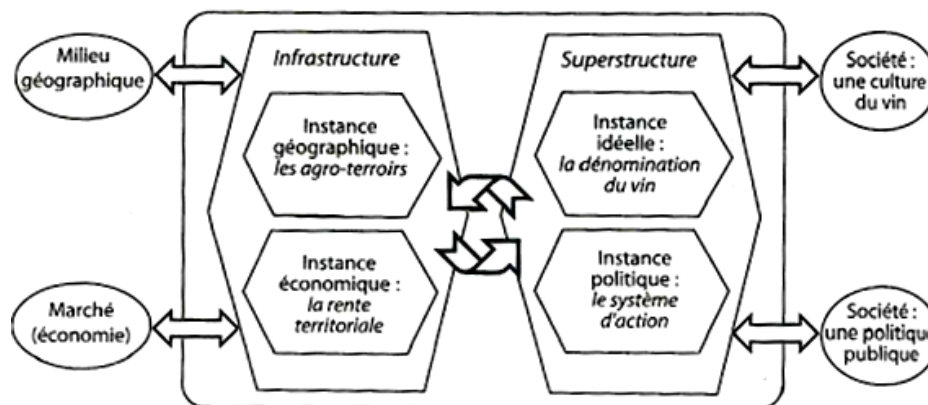 Milieu
géographique
Infrastructure
Superstructure
Société :
une culture
du vin
Instance
géographique :
les agro-terroirs
Instance
idéelle :
la dénomination
du vin
Marché
(économie)
Instance
économique :
la rente
territoriale
Instance
politique :
le système
d'action
Société :
une politique
publique